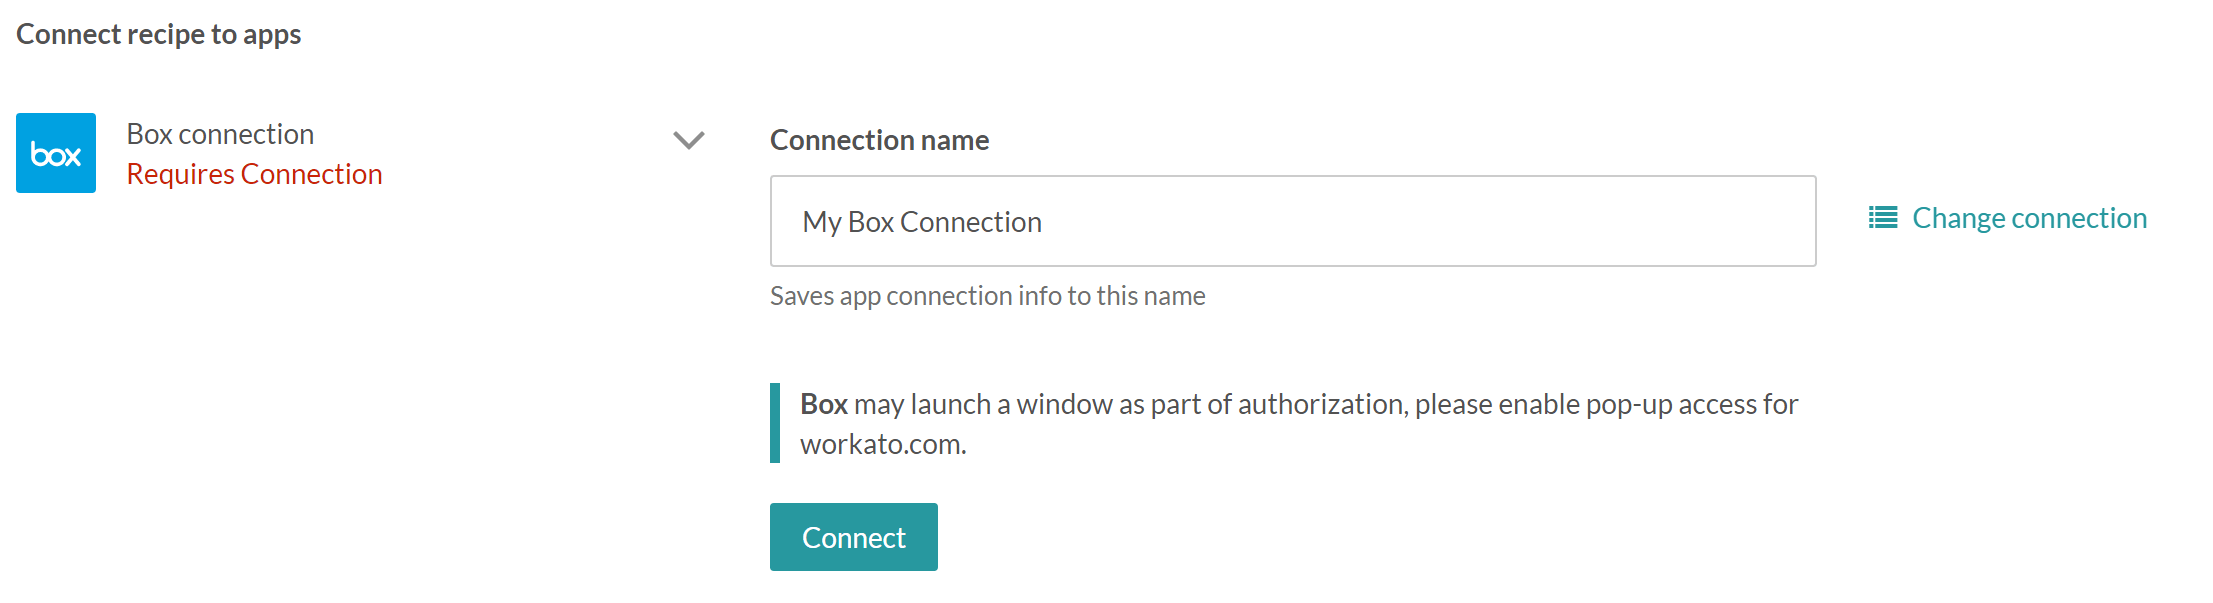 Connect recipe to apps
box
Box connection
Requires Connection
Connection name
My Box Connection
Change connection
Saves app connection info to this name
Box may launch a window as part of authorization, please enable pop-up access for
workato.com.
Connect